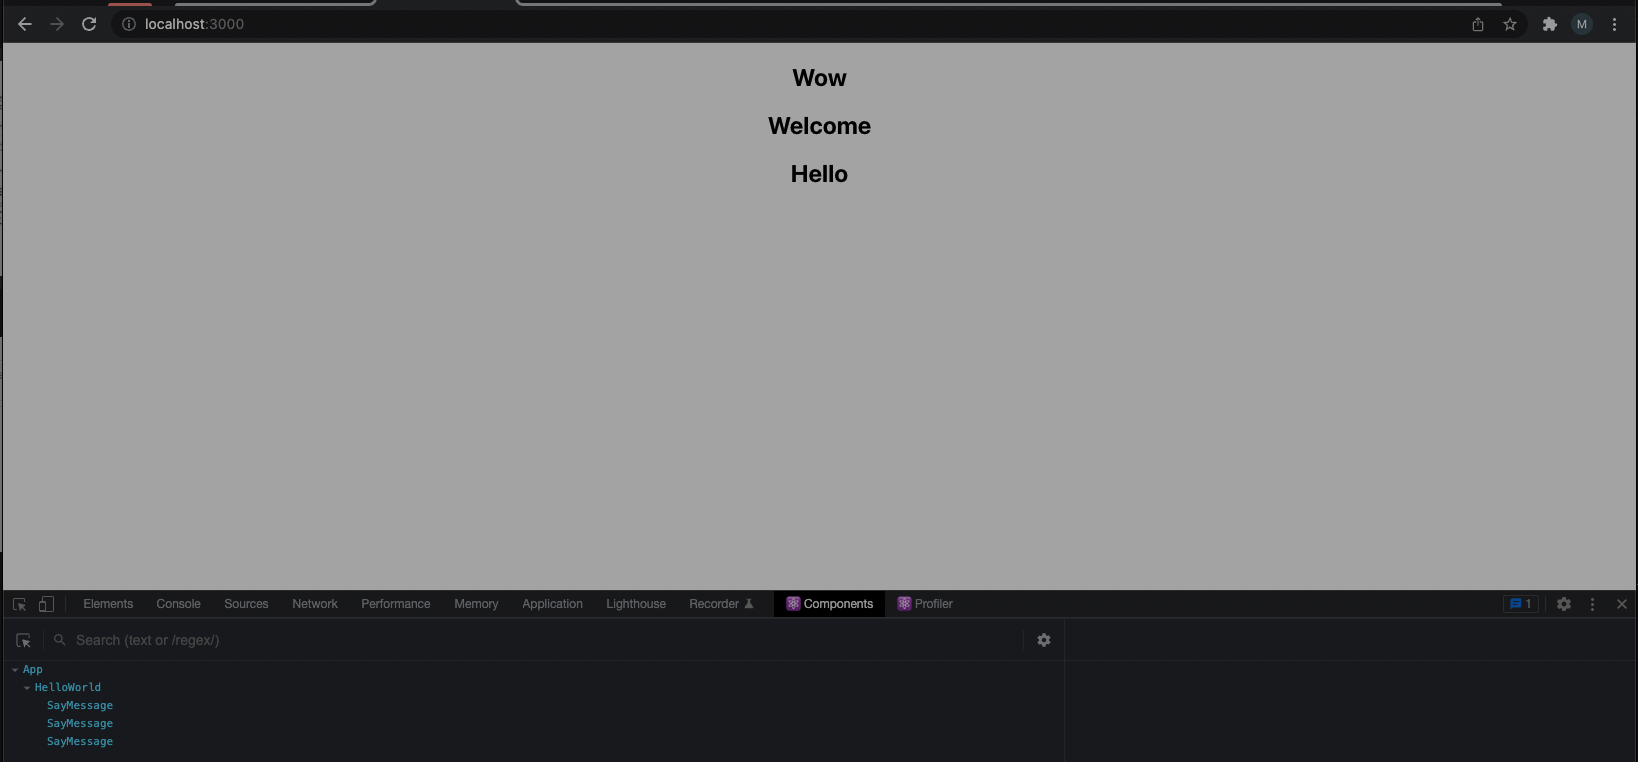 localhost:3000
M
Wow
Welcome
Hello
Elements Console Sources Network Performance Memory Application Lighthouse Recorder Components Profiler 1
Search (text or /regex/)
App
HelloWorld
SayMessage
SayMessage
SayMessage